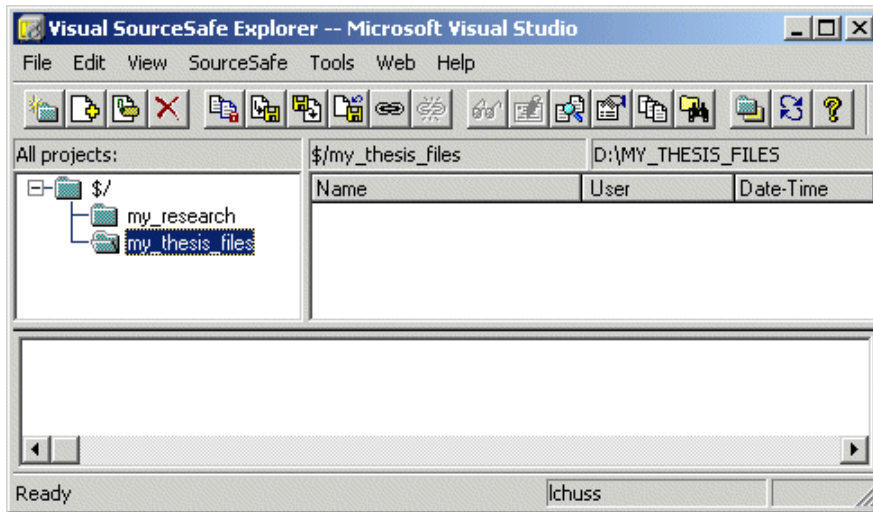 Visual SourceSafe Explorer -- Microsoft Visual Studio
File Edit View SourceSafe Tools Web Help
All projects: $/my_thesis_files D:\MY_THESIS_FILES
$/ Name User Date-Time
my_research
my_thesis_files
Ready lchuss